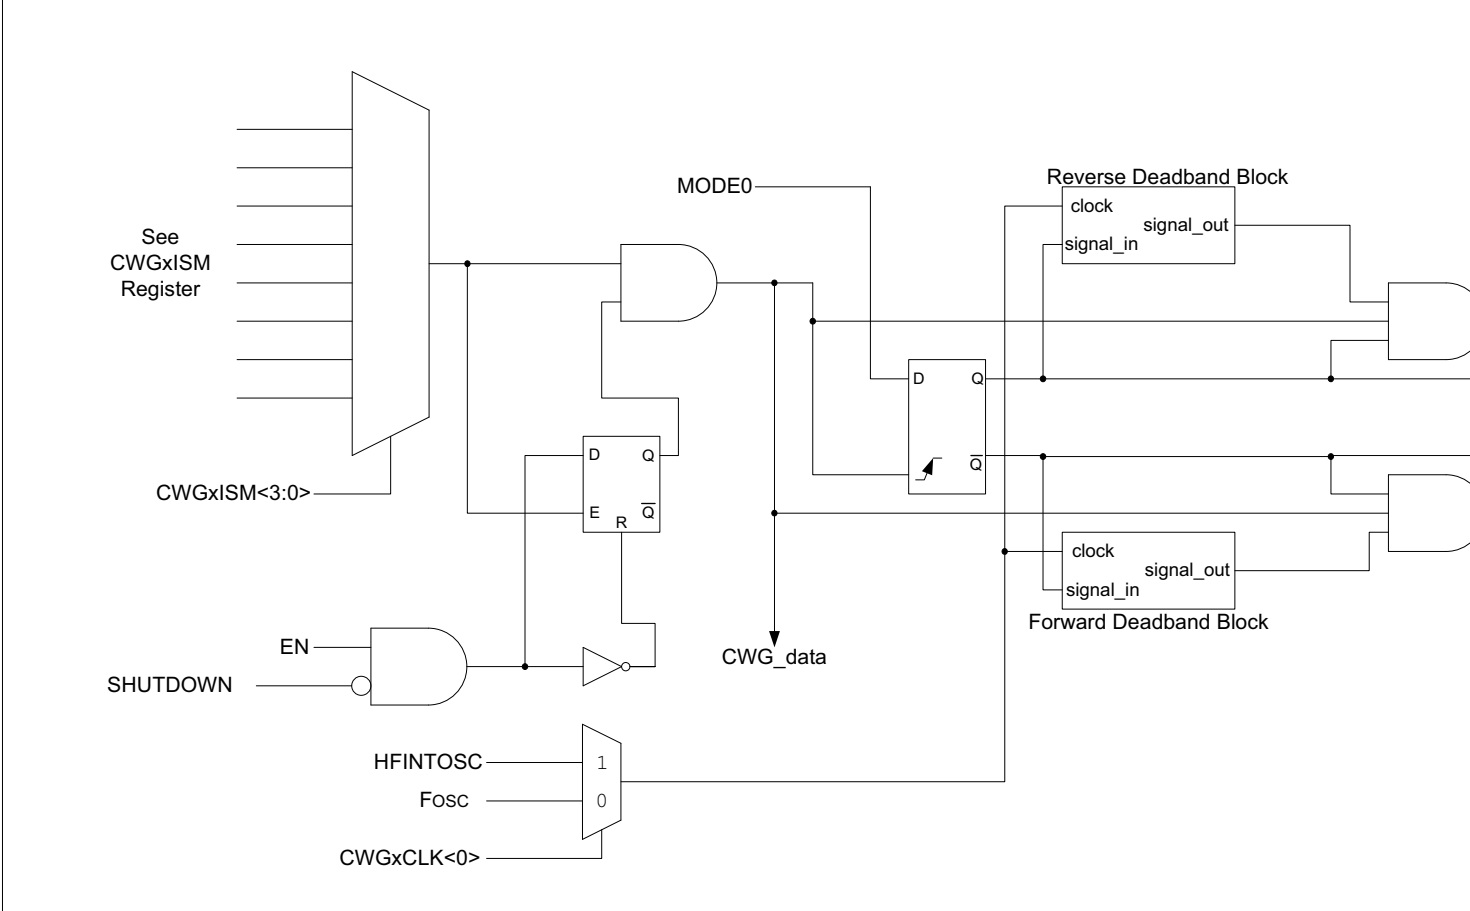 Reverse Deadband Block
MODE0
clock
signal_out
signal_in
See
CWGxISM
Register
D
Q
Q
D
Q
E
Q
R
CWGxISM<3:0>
clock
signal_out
signal_in
Forward Deadband Block
EN
SHUTDOWN
CWG_data
HFINTOSC
1
FOSC
0
CWGxCLK<0>